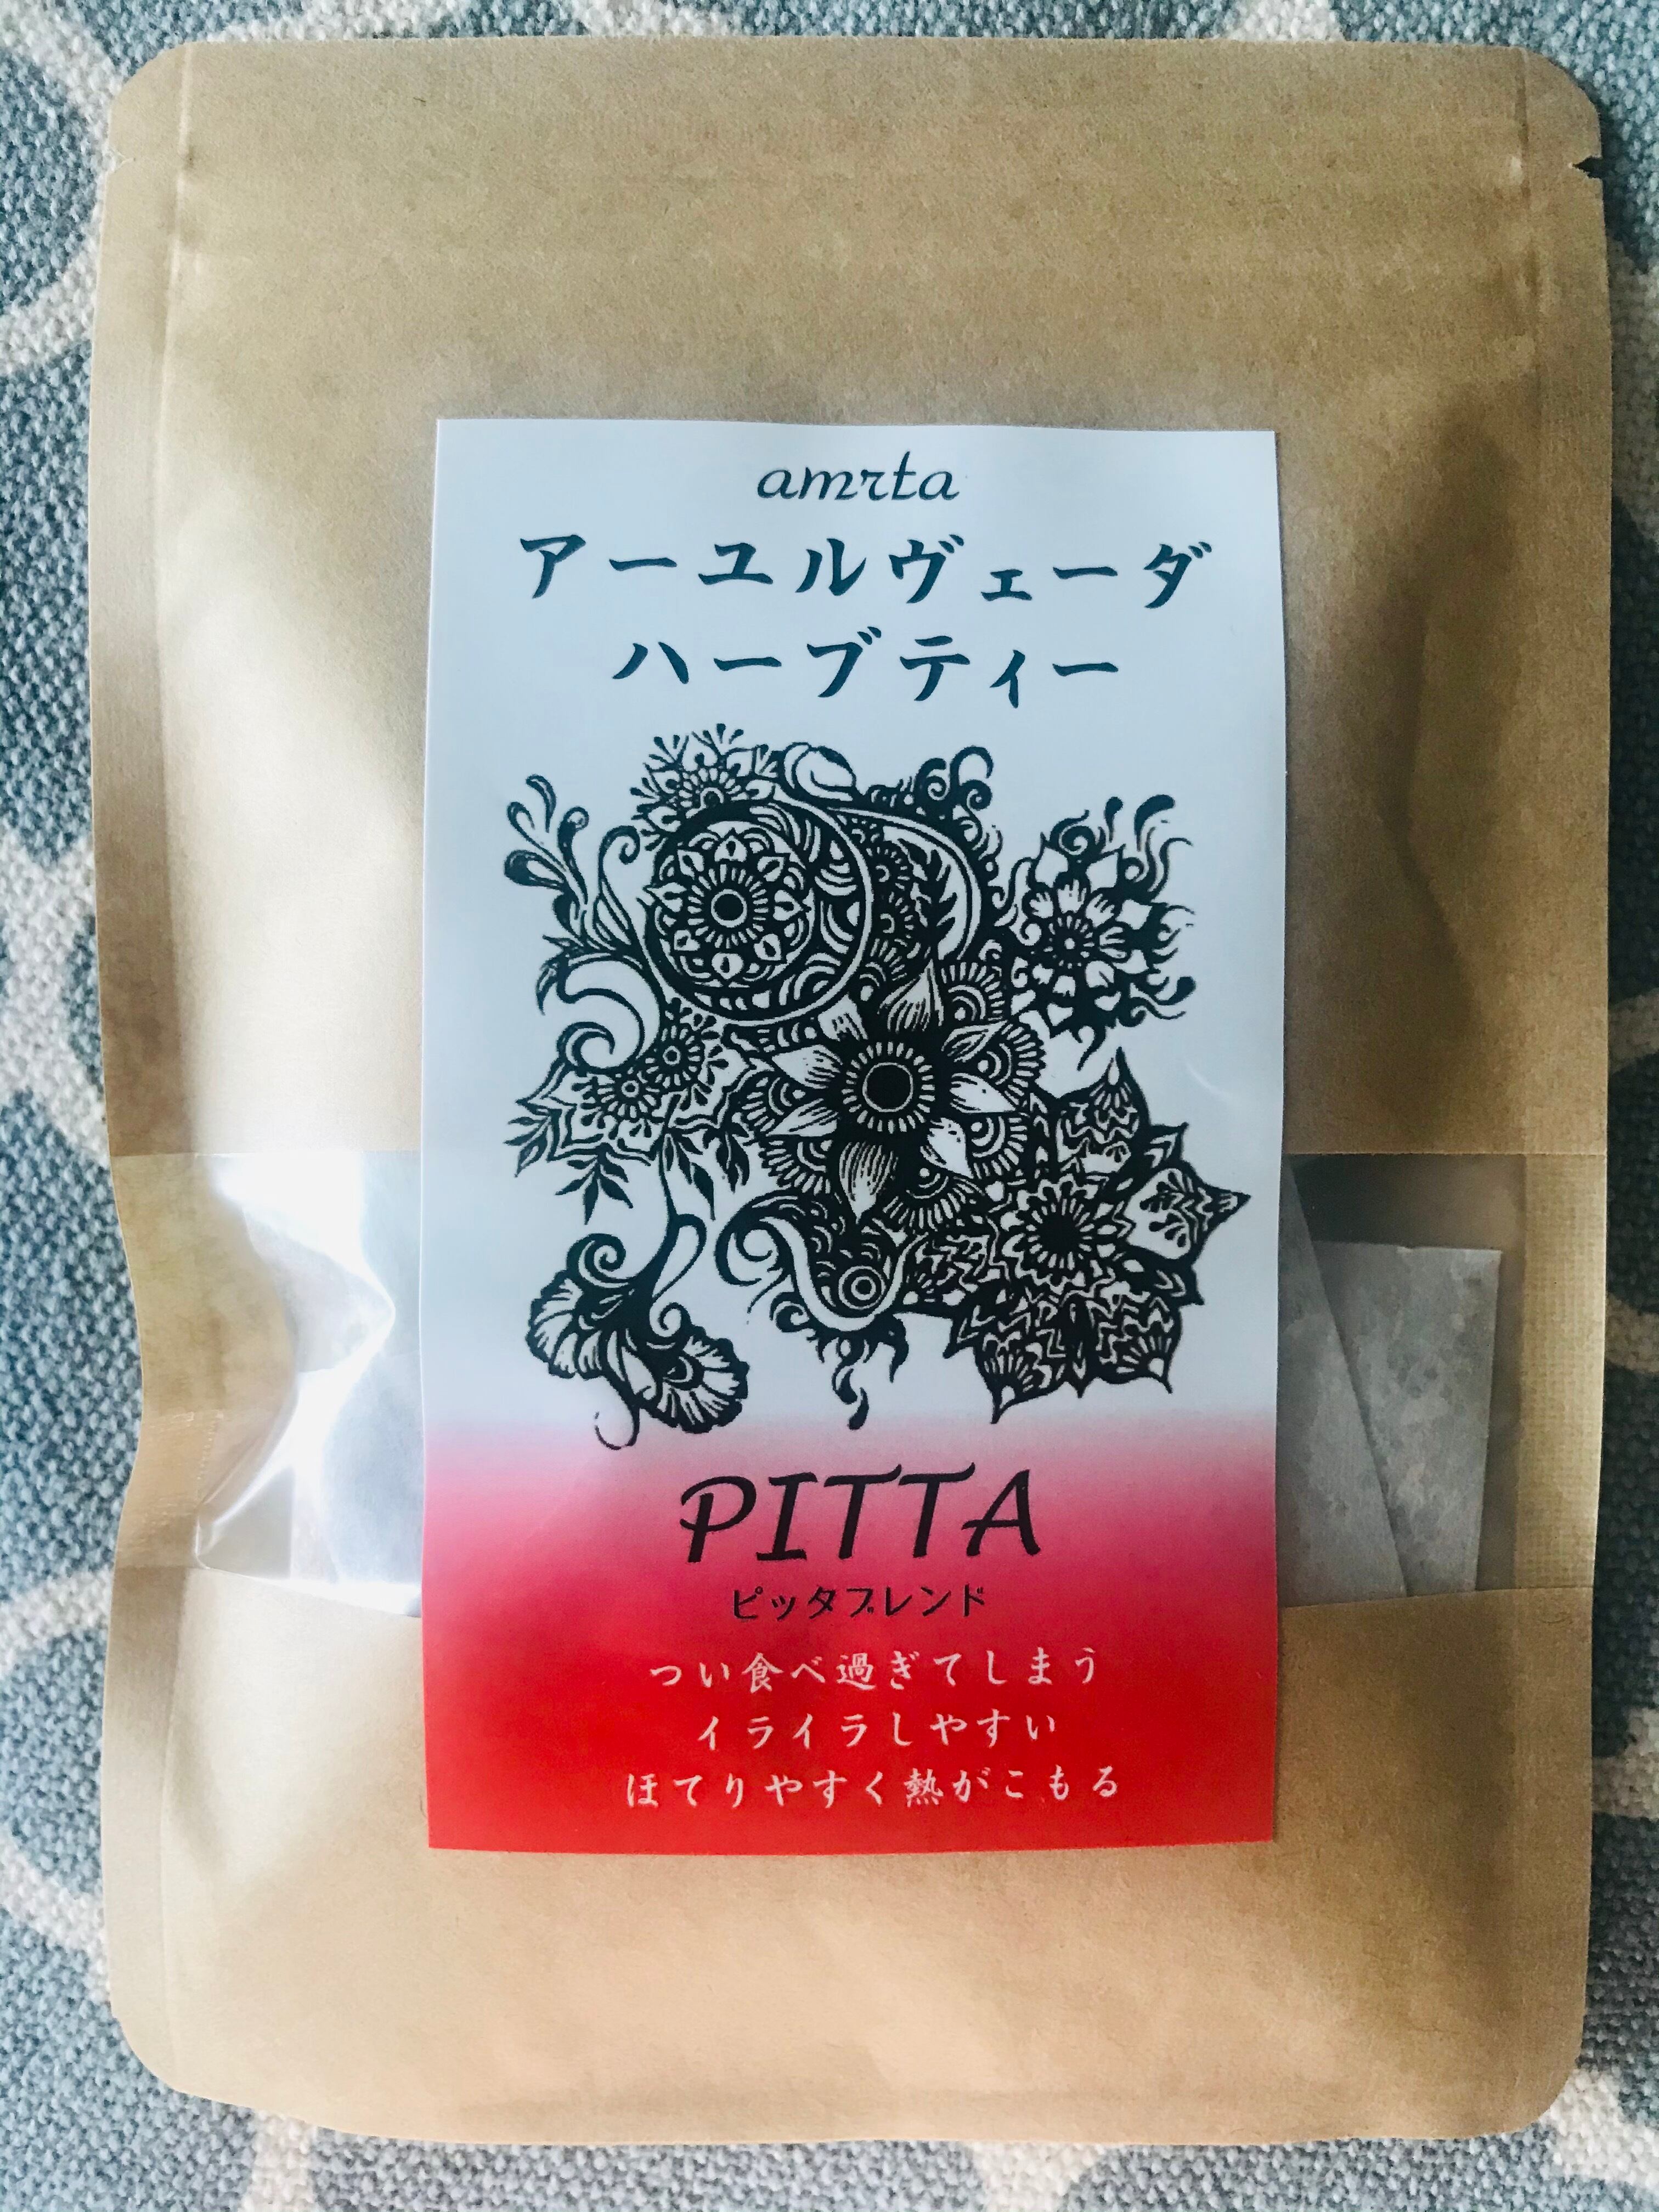 amrta
アーユルヴェーダ
ハーブティー
PITTA
ピッタブレンド
つい食べ過ぎてしまう
イライラしやすい
ほてりやすく熱がこもる